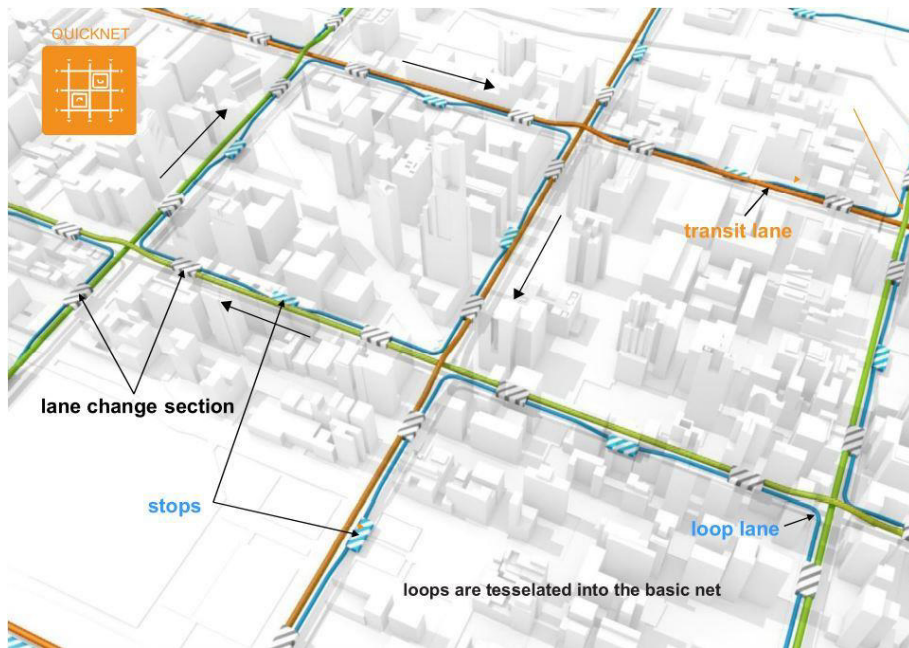 QUICKNET
transit lane
lane change section
stops
loop lane
loops are tesselated into the basic net